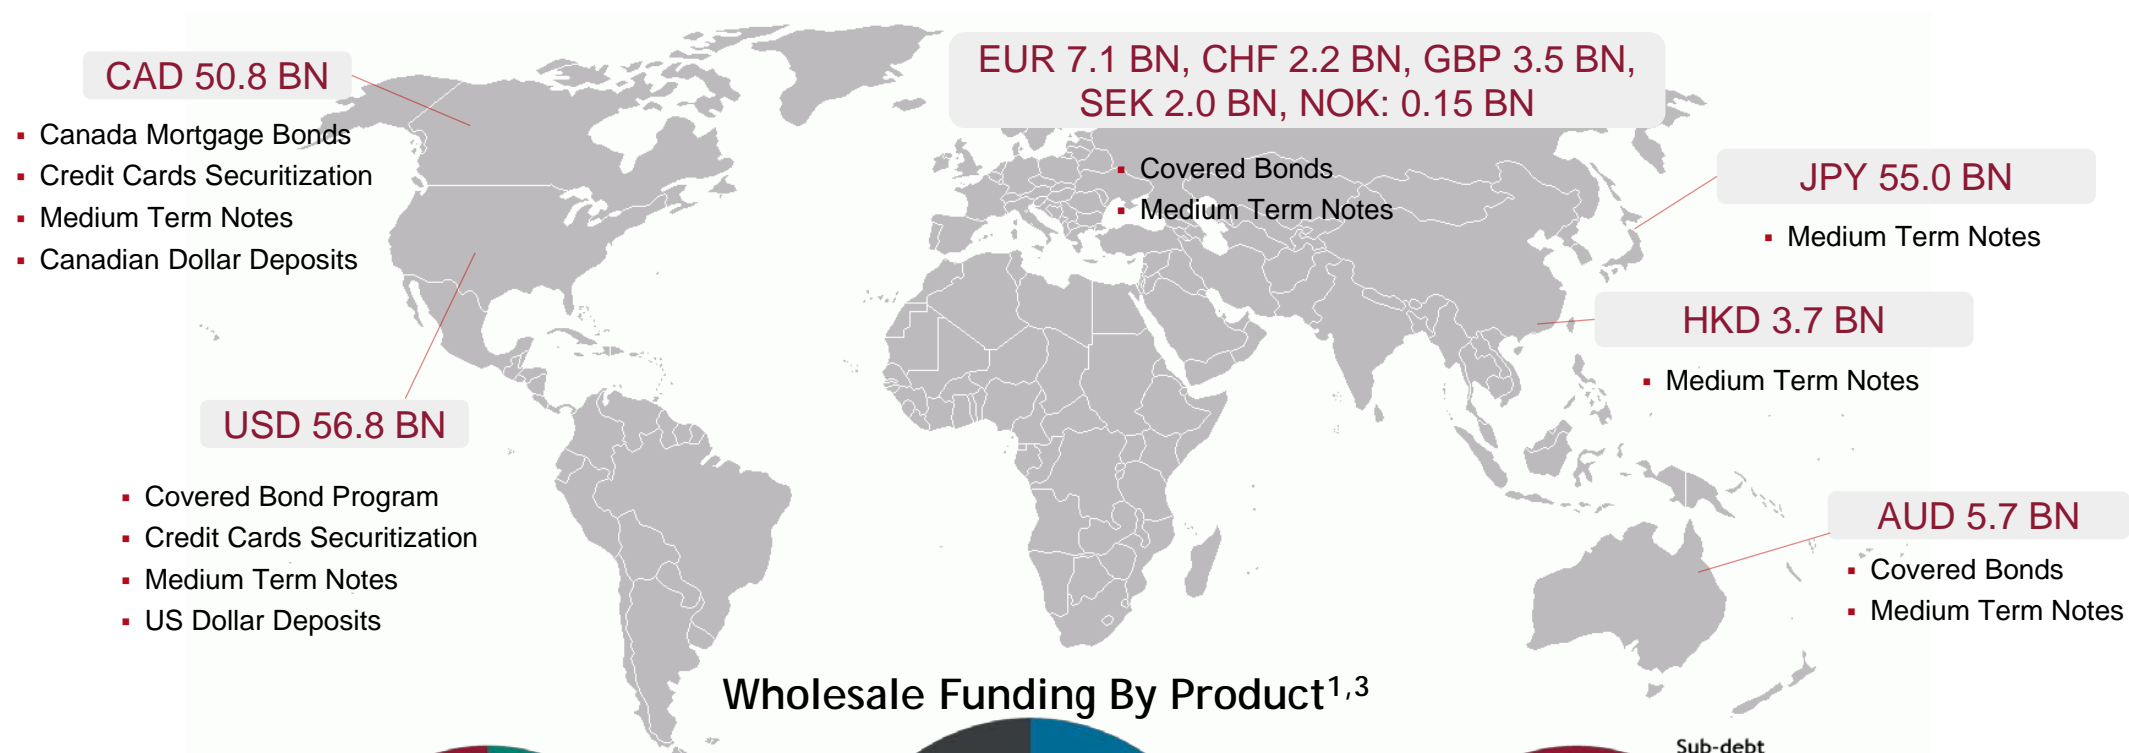 CAD 50.8 BN
▪ Canada Mortgage Bonds
▪ Credit Cards Securitization
▪ Medium Term Notes
▪ Canadian Dollar Deposits
EUR 7.1 BN, CHF 2.2 BN, GBP 3.5 BN,
SEK 2.0 BN, NOK: 0.15 BN
▪ Covered Bonds
▪ Medium Term Notes
JPY 55.0 BN
▪ Medium Term Notes
HKD 3.7 BN
▪ Medium Term Notes
USD 56.8 BN
▪ Covered Bond Program
▪ Credit Cards Securitization
▪ Medium Term Notes
▪ US Dollar Deposits
AUD 5.7 BN
▪ Covered Bonds
▪ Medium Term Notes
Wholesale Funding By Product1,3
Sub-debt